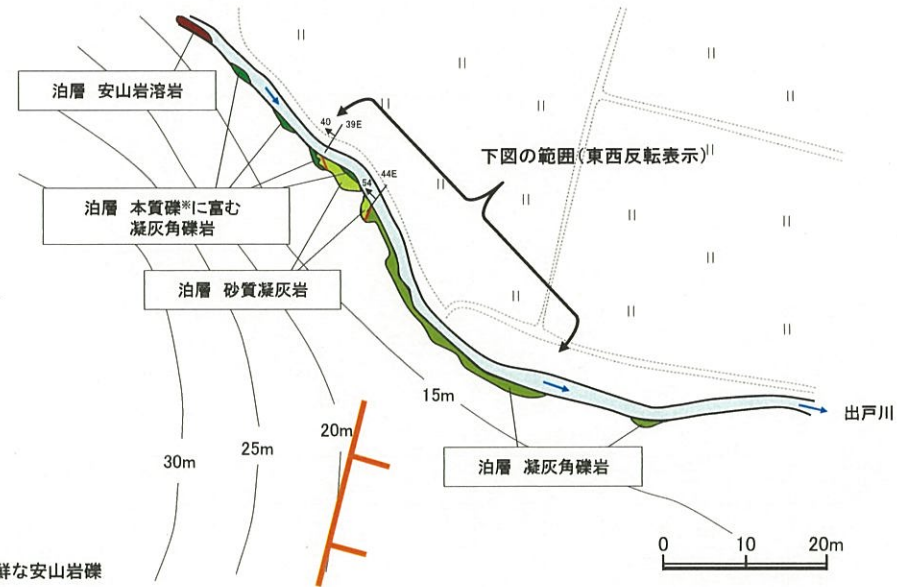 泊層 安山岩溶岩
40
39E
下図の範囲(東西反転表示)
44E
54
泊層 本質礫※に富む
凝灰角礫岩
泊層 砂質凝灰岩
15m
20m
25m
30m
出戸川
泊層 凝灰角礫岩
0 10 20m
鮮な安山岩礫